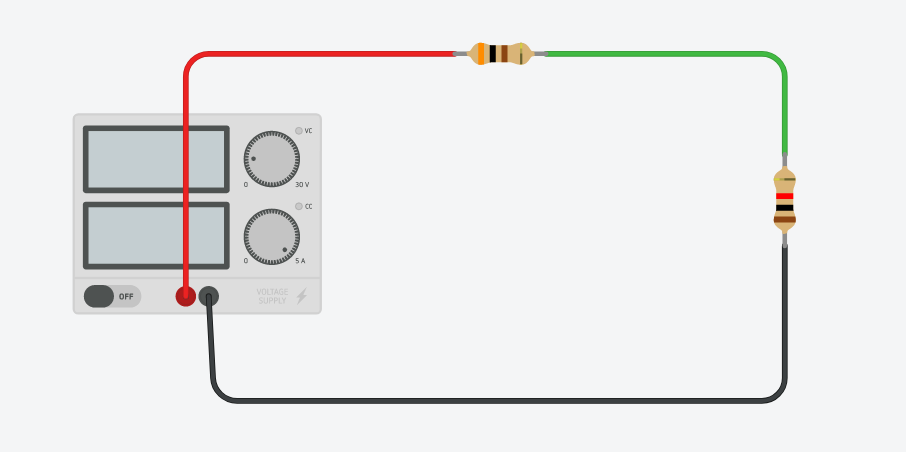 VC
0
30 V
CC
0
5 A
OFF
VOLTAGE
SUPPLY